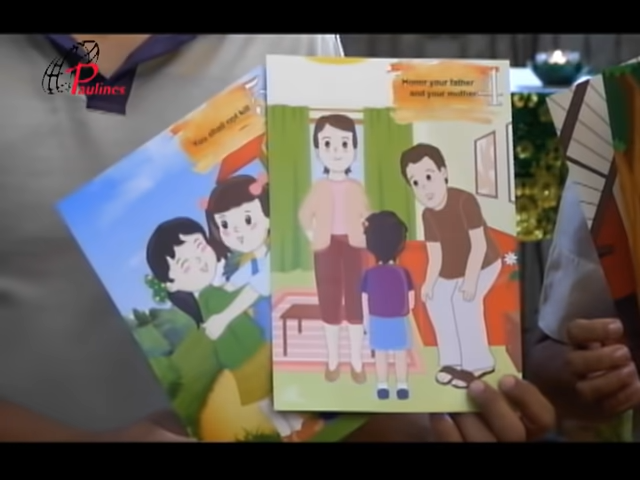 Paulines
You shall not kill
Honor your father
and your mother